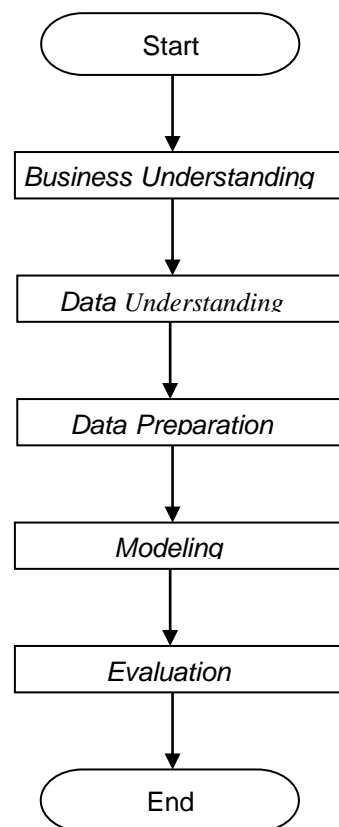 Start
Business Understanding
Data Understanding
Data Preparation
Modeling
Evaluation
End